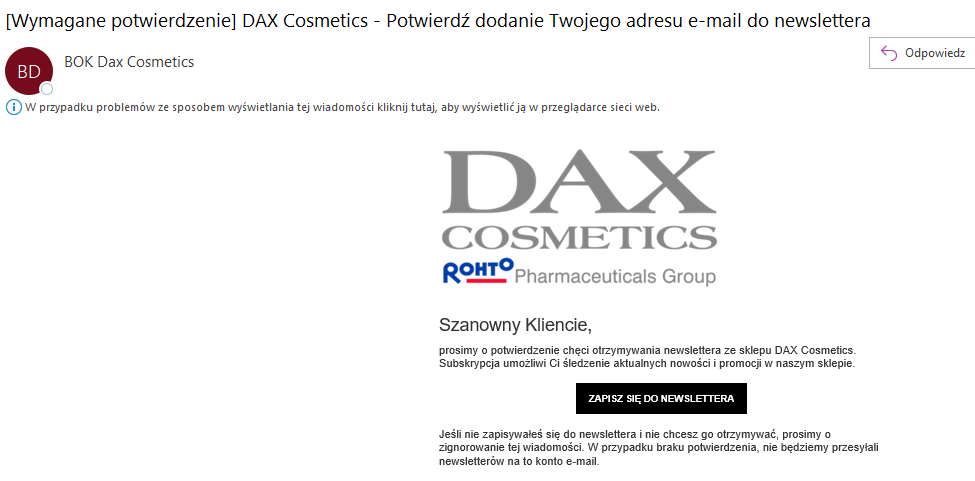 [Wymagane potwierdzenie] DAX Cosmetics - Potwierdź dodanie Twojego adresu e-mail do newslettera
BD
BOK Dax Cosmetics
Odpowiedz
W przypadku problemów ze sposobem wyświetlania tej wiadomości kliknij tutaj, aby wyświetlić ją w przeglądarce sieci web.
DAX
COSMETICS
ROHTO Pharmaceuticals Group
Szanowny Kliencie,
prosimy o potwierdzenie chęci otrzymywania newslettera ze sklepu DAX Cosmetics.
Subskrypcja umożliwi Ci śledzenie aktualnych nowości i promocji w naszym sklepie.
ZAPISZ SIĘ DO NEWSLETTERA
Jeśli nie zapisywałeś się do newslettera i nie chcesz go otrzymywać, prosimy o
zignorowanie tej wiadomości. W przypadku braku potwierdzenia, nie będziemy przesyłali
newsletterów na to konto e-mail.